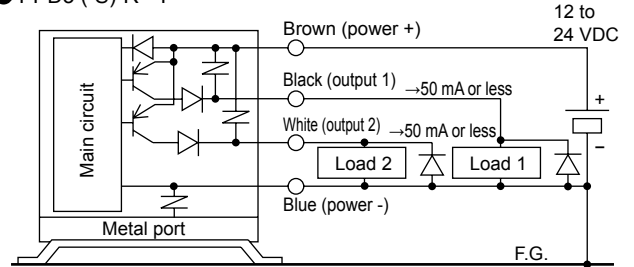 12 to
24 VDC
Brown (power +)
Black (output 1)
→50 mA or less
+
White (output 2)
→50 mA or less
−
Main circuit
Load 2
Load 1
Blue (power -)
Metal port
F.G.